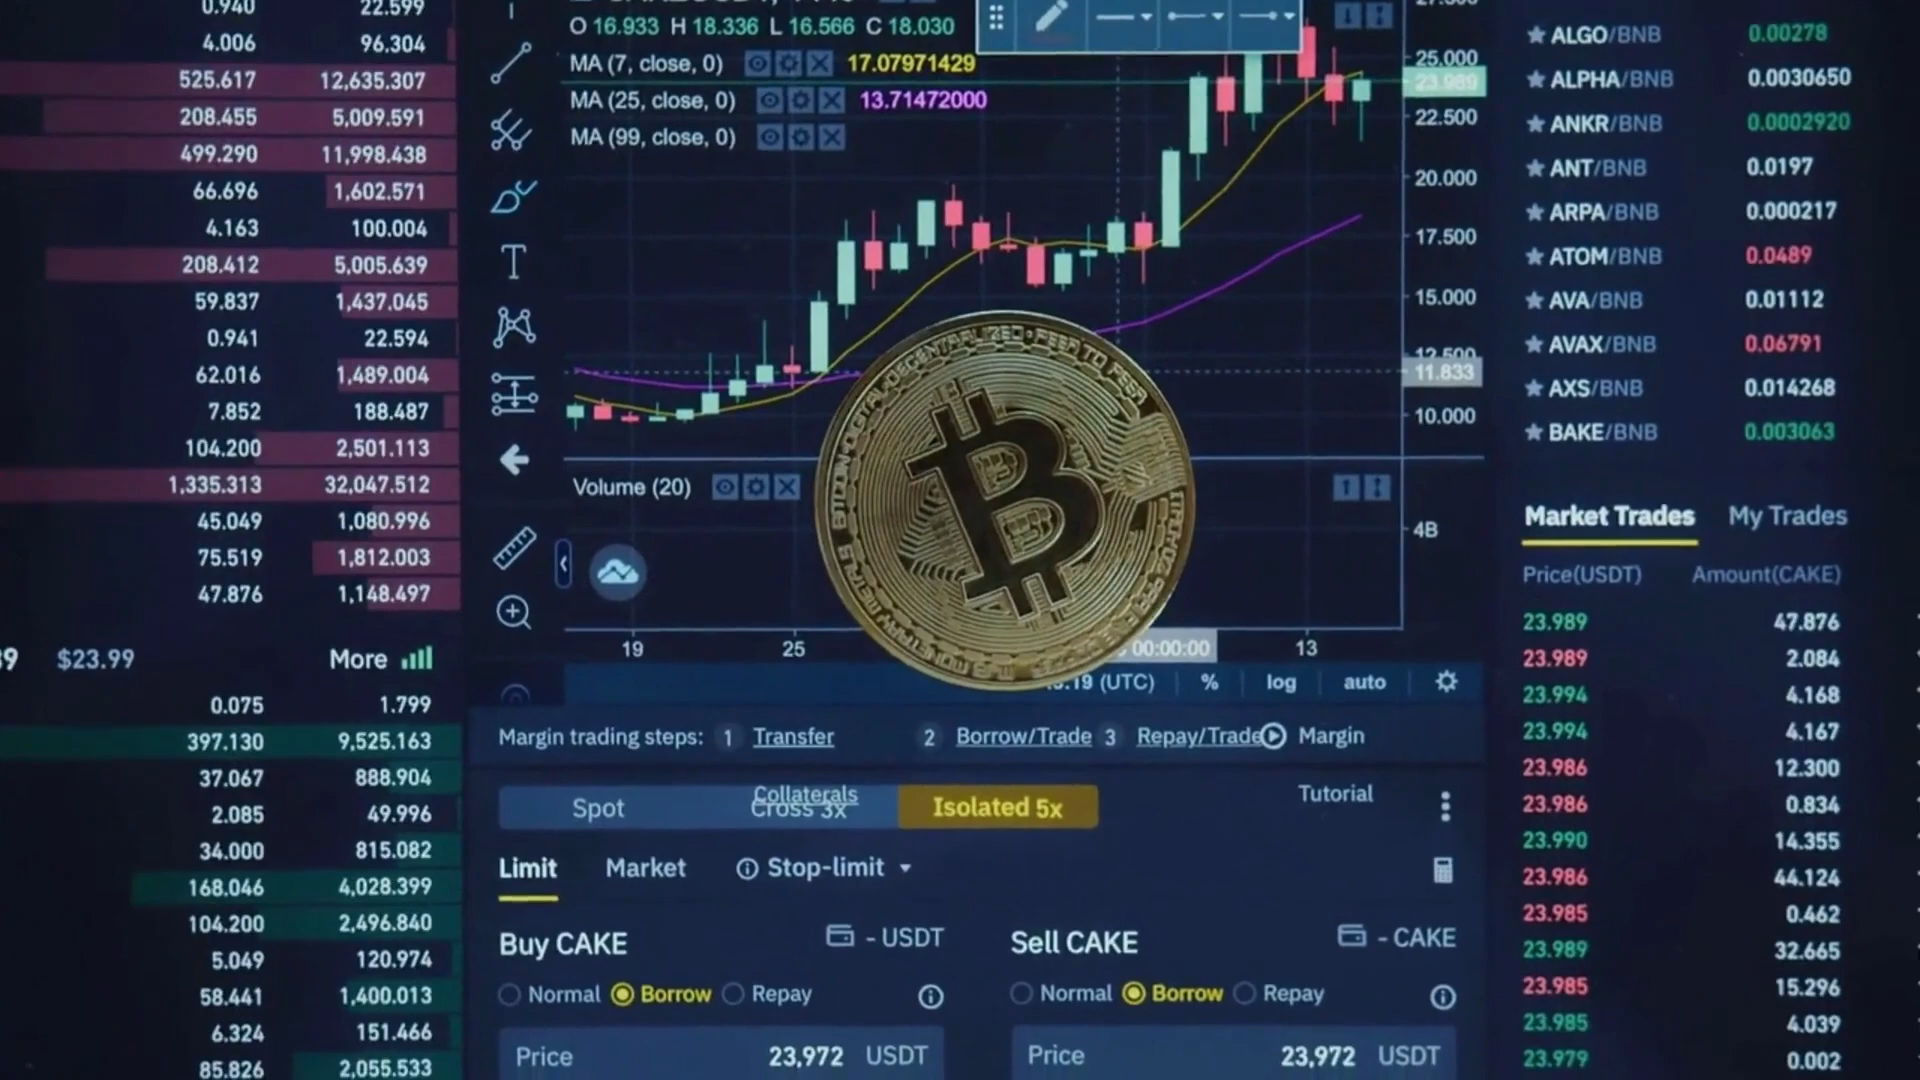 0.940 22.599
4.006 96.304
525.617 12,635.307
208.455 5,009.591
499.290 11,998.438
66.696 1,602.571
4.163 100.004
208.412 5,005.639
59.837 1,437.045
0.941 22.594
62.016 1,489.004
7.852 188.487
104.200 2,501.113
1,335.313 32,047.512
45.049 1,080.996
75.519 1,812.003
47.876 1,148.497
$23.99 More
0.075 1.799
397.130 9,525.163
37.067 888.904
2.085 49.996
34.000 815.082
168.046 4,028.399
104.200 2,496.840
5.049 120.974
58.441 1,400.013
6.324 151.466
85.826 2,055.533
O 16.933 H 18.336 L 16.566 C 18.030
MA (7, close, 0) 17.07971429
MA (25, close, 0) 13.71472000
MA (99, close, 0)
25.000
23.989
22.500
20.000
17.500
15.000
12.500
11.833
10.000
Volume (20)
4B
DECENTRALIZED • PEER TO PEER
19 25 00:00:00 13
(UTC) % log auto
Margin trading steps: 1 Transfer 2 Borrow/Trade 3 Repay/Trade Margin
Collaterals Tutorial
Spot Cross 3x Isolated 5x
Limit Market Stop-limit
Buy CAKE - USDT Sell CAKE - CAKE
Normal Borrow Repay Normal Borrow Repay
Price 23,972 USDT Price 23,972 USDT
ALGO/BNB 0.00278
ALPHA/BNB 0.0030650
ANKR/BNB 0.0002920
ANT/BNB 0.0197
ARPA/BNB 0.000217
ATOM/BNB 0.0489
AVA/BNB 0.01112
AVAX/BNB 0.06791
AXS/BNB 0.014268
BAKE/BNB 0.003063
Market Trades My Trades
Price(USDT) Amount(CAKE)
23.989 47.876
23.989 2.084
23.994 4.168
23.994 4.167
23.986 12.300
23.986 0.834
23.990 14.355
23.986 44.124
23.985 0.462
23.989 32.665
23.985 15.296
23.985 4.039
23.979 0.002